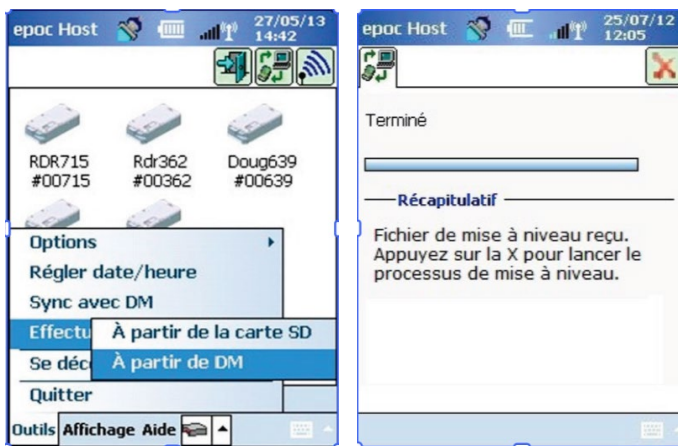 epoc Host 27/05/13
14:42
RDR715 Rdr362 Doug639
#00715 #00362 #00639
Options
Régler date/heure
Sync avec DM
Effectu À partir de la carte SD
Se déc À partir de DM
Quitter
Outils Affichage Aide
epoc Host 25/07/12
12:05
Terminé
Récapitulatif
Fichier de mise à niveau reçu.
Appuyez sur la X pour lancer le
processus de mise à niveau.